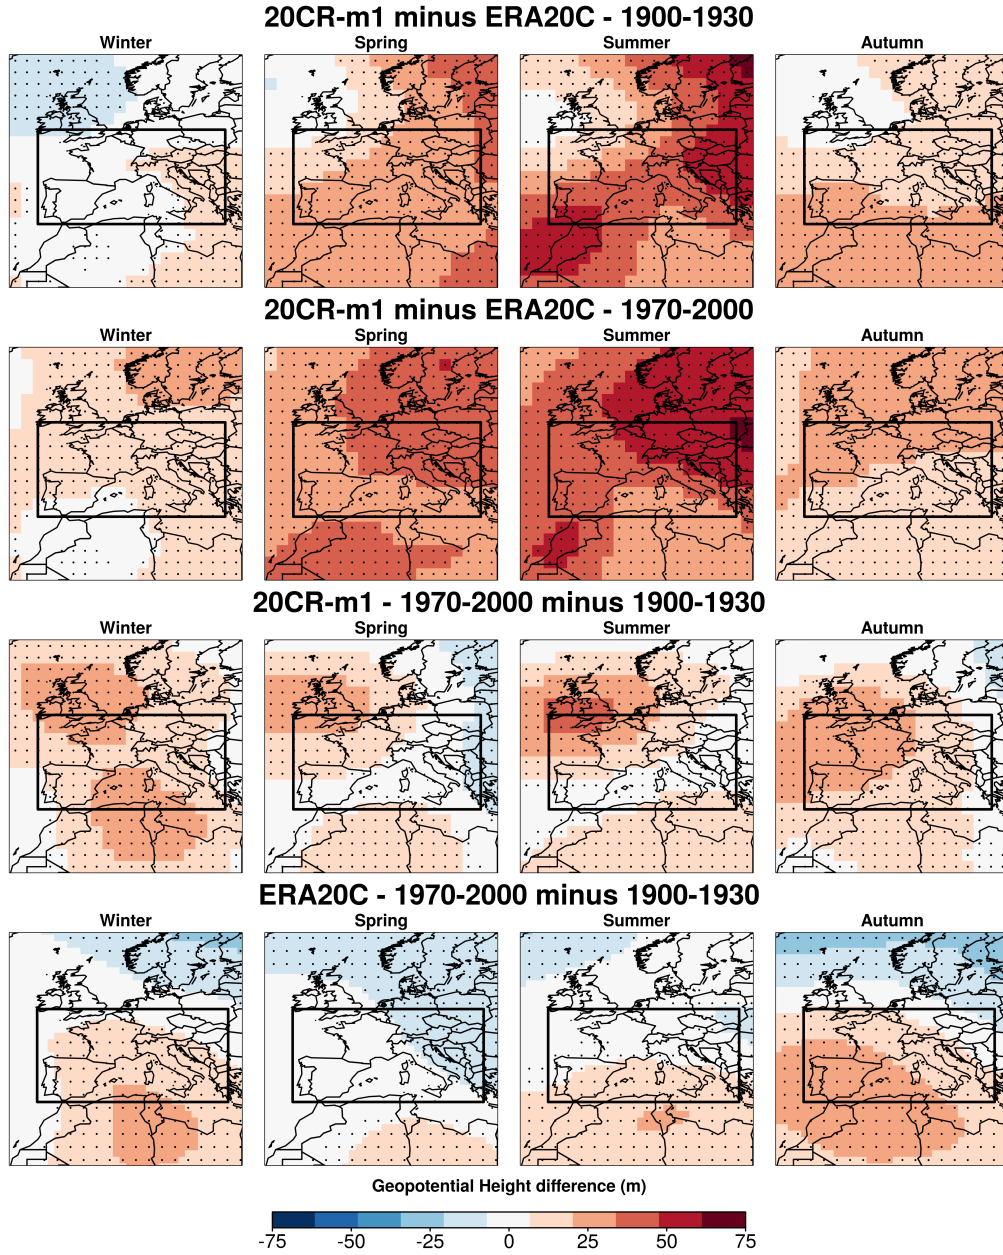 20CR-m1 minus ERA20C - 1900-1930
Winter Spring Summer Autumn
20CR-m1 minus ERA20C - 1970-2000
Winter Spring Summer Autumn
20CR-m1 - 1970-2000 minus 1900-1930
Winter Spring Summer Autumn
ERA20C - 1970-2000 minus 1900-1930
Winter Spring Summer Autumn
Geopotential Height difference (m)
-75 -50 -25 0 25 50 75